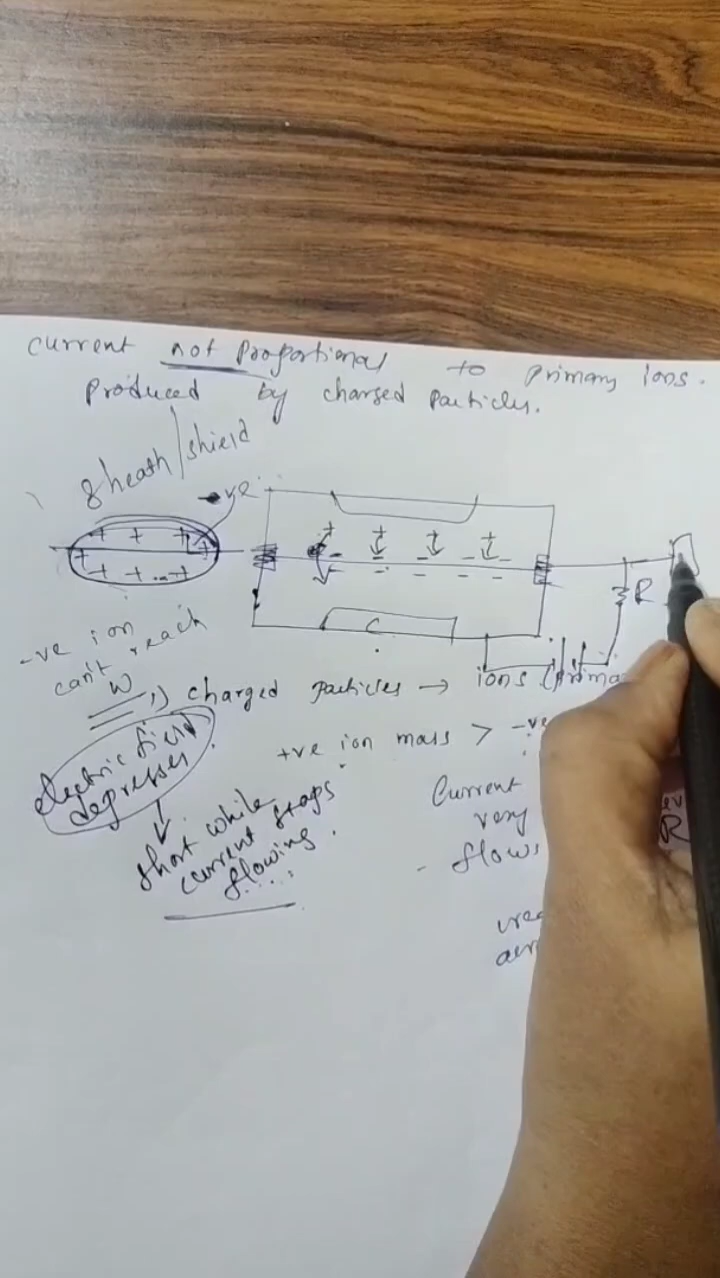 current not proportional to primary ions.
produced by charged particles.
sheath/shield
-ve
+ + +
+ +
+ + ... +
+ + + +
- - - -
R
C
-ve ion
can't reach
W
1) charged particles → ions (prima
+ve ion mass > -ve
electric field
depresses.
short while
current stops
flowing.
Current
very
flows
R